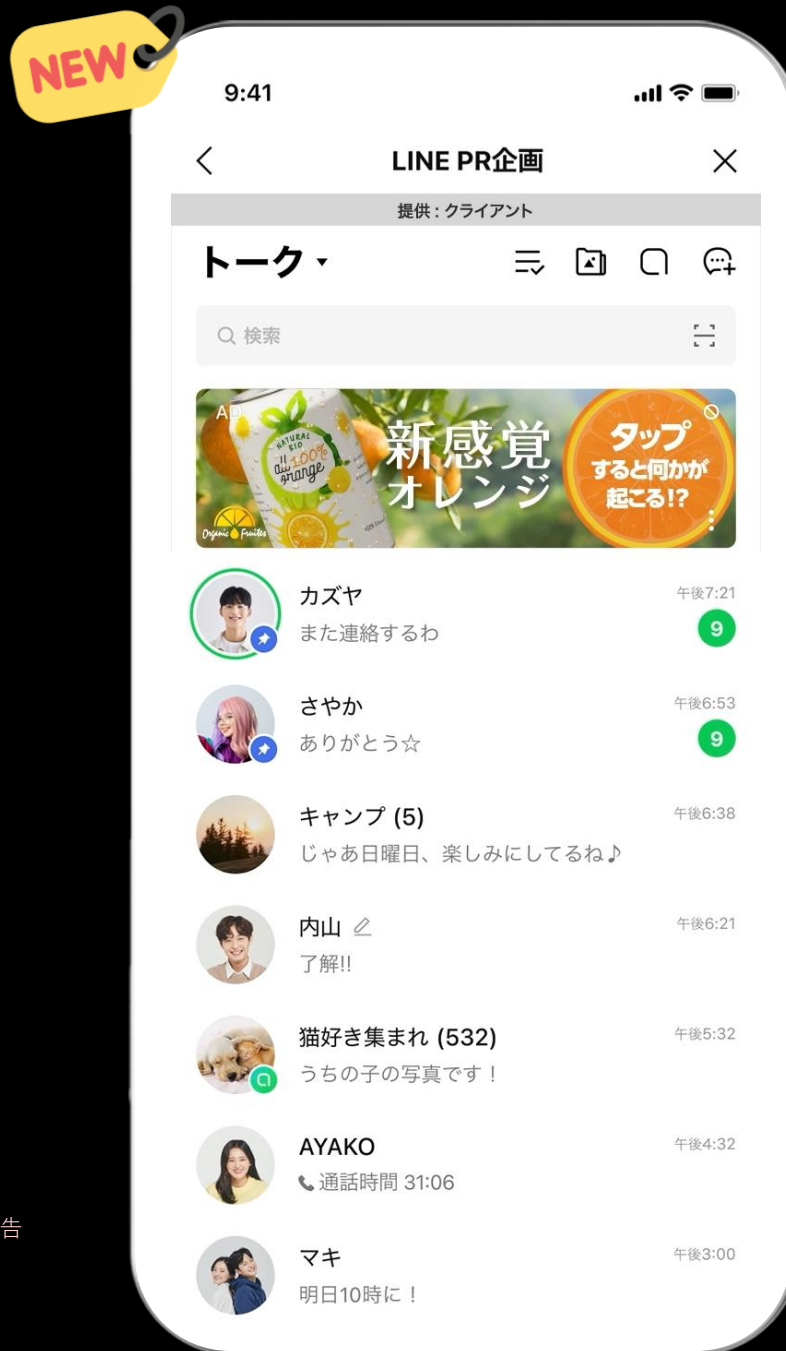 NEW
9:41
LINE PR企画
提供 : クライアント
トーク
検索
AD
NATURAL
BIO
all 100%
orange
Organic Fruites
新感覚
オレンジ
タップ
すると何かが
起こる!?
カズヤ
午後7:21
また連絡するわ
9
さやか
午後6:53
ありがとう☆
9
キャンプ (5)
午後6:38
じゃあ日曜日、楽しみにしてるね♪
内山
午後6:21
了解!!
猫好き集まれ (532)
午後5:32
うちの子の写真です！
AYAKO
午後4:32
通話時間 31:06
マキ
午後3:00
明日10時に！
告